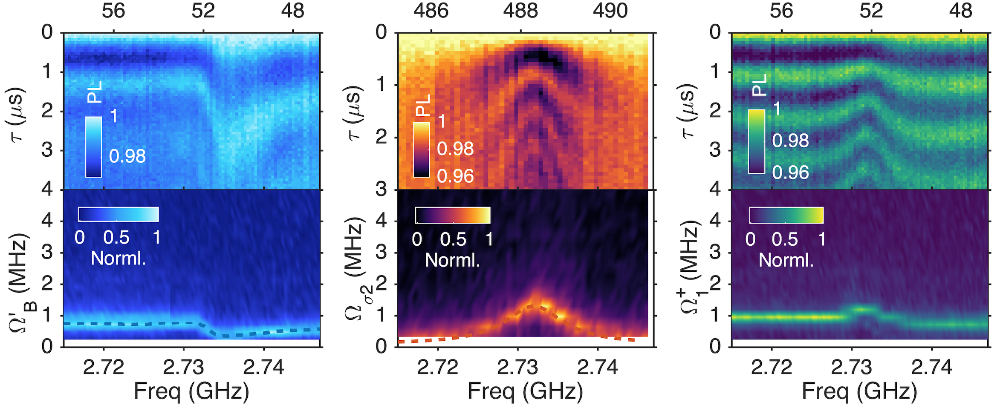 56 52 48
0
1
2
3
4
τ (μs)
PL
1
0.98
4
3
2
1
0
Ω'B (MHz)
0 0.5 1
Norml.
2.72 2.73 2.74
Freq (GHz)
486 488 490
0
1
2
3
τ (μs)
PL
1
0.98
0.96
4
3
2
1
0
Ωσ2 (MHz)
0 0.5 1
Norml.
2.72 2.73 2.74
Freq (GHz)
56 52 48
0
1
2
3
4
τ (μs)
PL
1
0.98
0.96
4
3
2
1
0
Ω1+ (MHz)
0 0.5 1
Norml.
2.72 2.73 2.74
Freq (GHz)